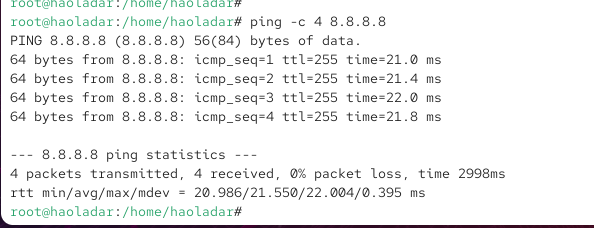 root@haoladar:/home/haoladar#
root@haoladar:/home/haoladar# ping -c 4 8.8.8.8
PING 8.8.8.8 (8.8.8.8) 56(84) bytes of data.
64 bytes from 8.8.8.8: icmp_seq=1 ttl=255 time=21.0 ms
64 bytes from 8.8.8.8: icmp_seq=2 ttl=255 time=21.4 ms
64 bytes from 8.8.8.8: icmp_seq=3 ttl=255 time=22.0 ms
64 bytes from 8.8.8.8: icmp_seq=4 ttl=255 time=21.8 ms
--- 8.8.8.8 ping statistics ---
4 packets transmitted, 4 received, 0% packet loss, time 2998ms
rtt min/avg/max/mdev = 20.986/21.550/22.004/0.395 ms
root@haoladar:/home/haoladar#